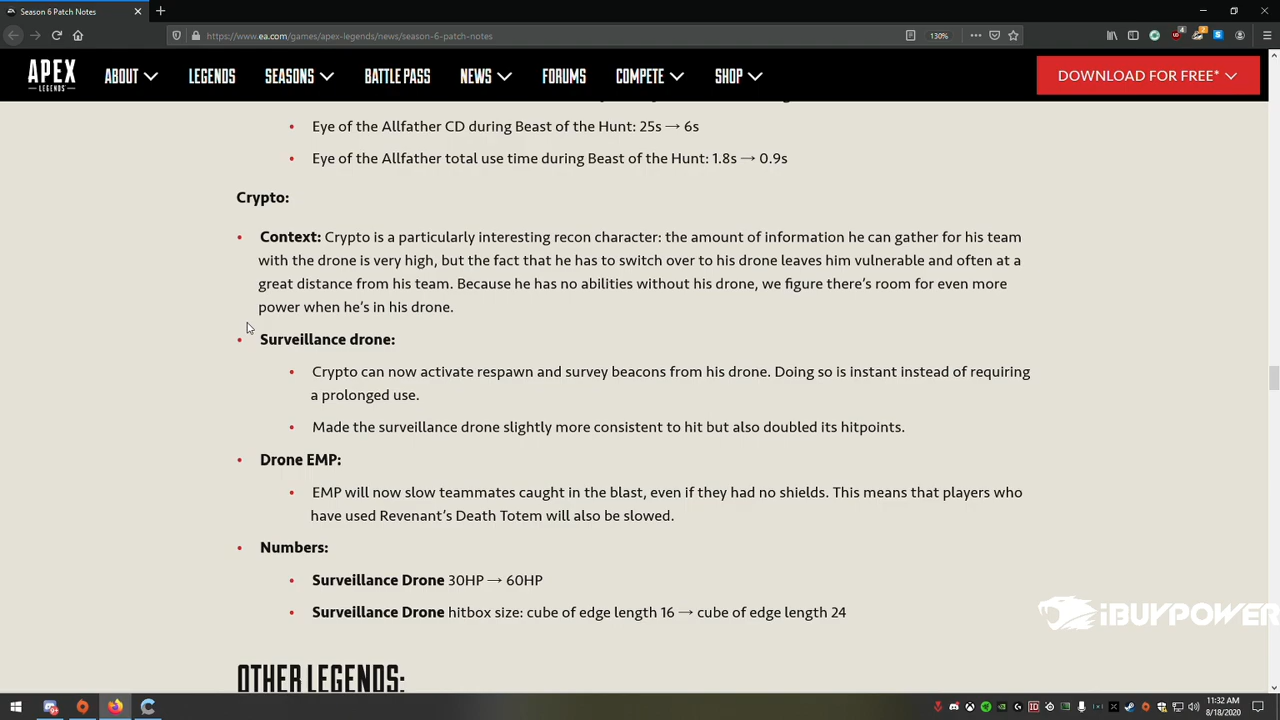 Season 6 Patch Notes
https://www.ea.com/games/apex-legends/news/season-6-patch-notes
130%
APEX LEGENDS
ABOUT
LEGENDS
SEASONS
BATTLE PASS
NEWS
FORUMS
COMPETE
SHOP
DOWNLOAD FOR FREE*
• Eye of the Allfather CD during Beast of the Hunt: 25s → 6s
• Eye of the Allfather total use time during Beast of the Hunt: 1.8s → 0.9s
Crypto:
• Context: Crypto is a particularly interesting recon character: the amount of information he can gather for his team
with the drone is very high, but the fact that he has to switch over to his drone leaves him vulnerable and often at a
great distance from his team. Because he has no abilities without his drone, we figure there's room for even more
power when he's in his drone.
• Surveillance drone:
• Crypto can now activate respawn and survey beacons from his drone. Doing so is instant instead of requiring
a prolonged use.
• Made the surveillance drone slightly more consistent to hit but also doubled its hitpoints.
• Drone EMP:
• EMP will now slow teammates caught in the blast, even if they had no shields. This means that players who
have used Revenant's Death Totem will also be slowed.
• Numbers:
• Surveillance Drone 30HP → 60HP
• Surveillance Drone hitbox size: cube of edge length 16 → cube of edge length 24
iBUYPOWER
OTHER LEGENDS:
11:32 AM
8/18/2020